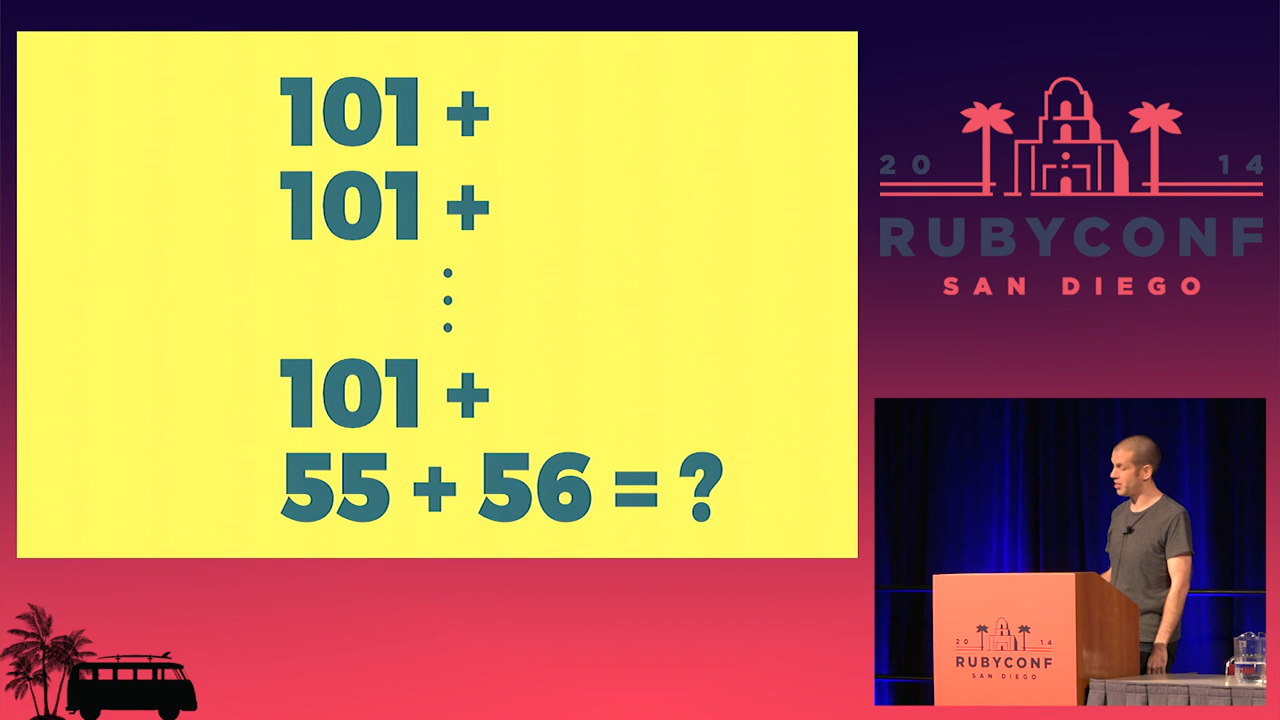 101 +
101 +
⋮
101 +
55 + 56 = ?
20 14
RUBYCONF
SAN DIEGO
20 14
RUBYCONF
SAN DIEGO